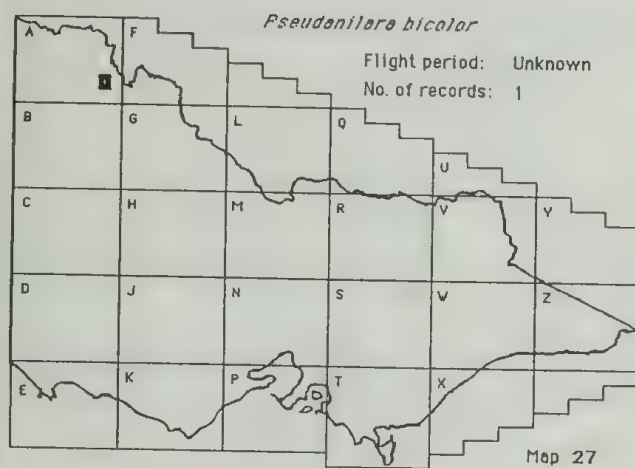 Pseudanilara bicolor
Flight period: Unknown
No. of records: 1
A F
B G L Q
U
C H M R V Y
D J N S W Z
E K P T X
Map 27